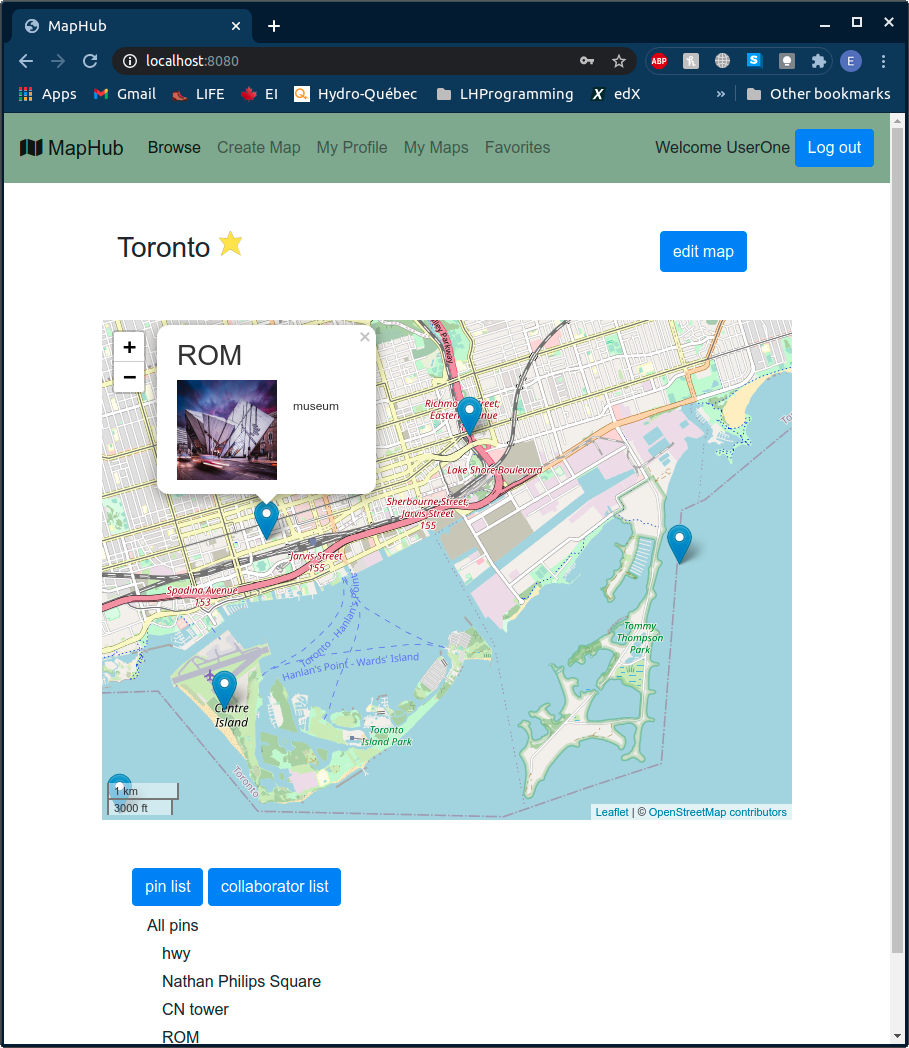 MapHub
localhost:8080
ABP
Apps Gmail LIFE EI Hydro-Québec LHProgramming edX » Other bookmarks
MapHub Browse Create Map My Profile My Maps Favorites Welcome UserOne Log out
Toronto
edit map
+
−
ROM
museum
Lake Shore Boulevard
Sherbourne Street,
Jarvis Street
155
Jarvis Street
155
Spadina Avenue
153
Toronto - Hanlan's Point
Hanlan's Point - Wards' Island
Tommy
Thompson
Park
Centre
Island
Toronto
Island Park
Toronto
1 km
3000 ft
Leaflet | © OpenStreetMap contributors
pin list collaborator list
All pins
hwy
Nathan Philips Square
CN tower
ROM